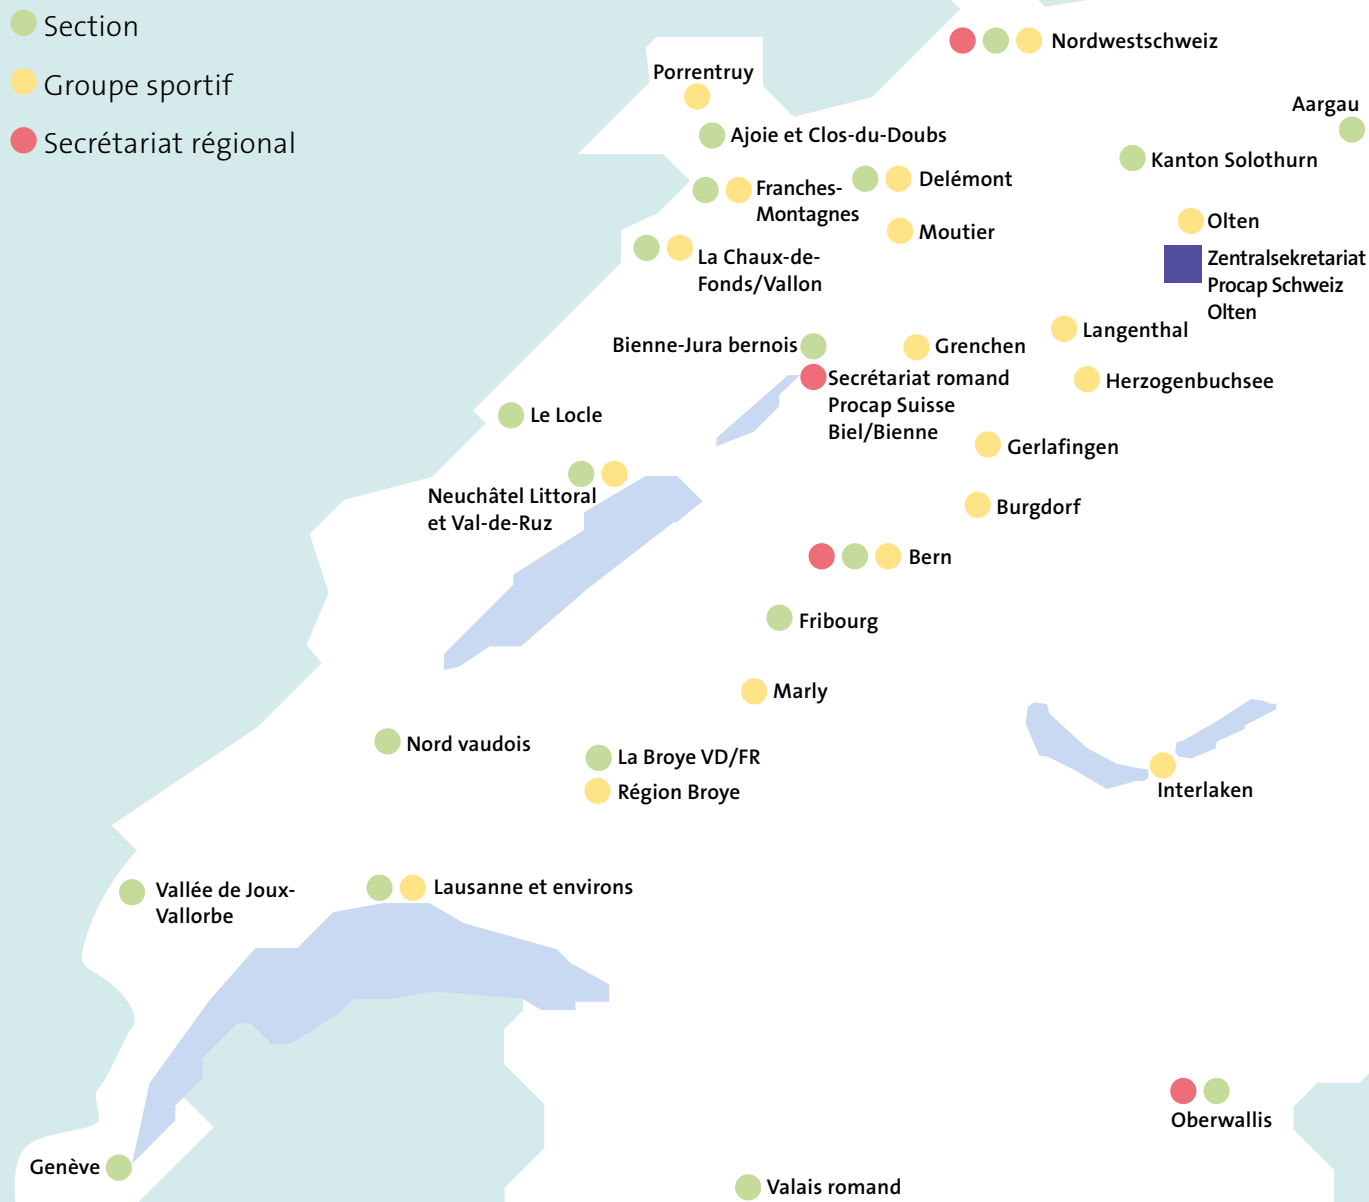 Section
Groupe sportif
Secrétariat régional
Nordwestschweiz
Porrentruy
Aargau
Ajoie et Clos-du-Doubs
Kanton Solothurn
Franches-
Montagnes
Delémont
Olten
Moutier
La Chaux-de-
Fonds/Vallon
Zentralsekretariat
Procap Schweiz
Olten
Langenthal
Bienne-Jura bernois
Grenchen
Secrétariat romand
Procap Suisse
Biel/Bienne
Herzogenbuchsee
Le Locle
Gerlafingen
Neuchâtel Littoral
et Val-de-Ruz
Burgdorf
Bern
Fribourg
Marly
Nord vaudois
La Broye VD/FR
Région Broye
Interlaken
Vallée de Joux-
Vallorbe
Lausanne et environs
Oberwallis
Genève
Valais romand